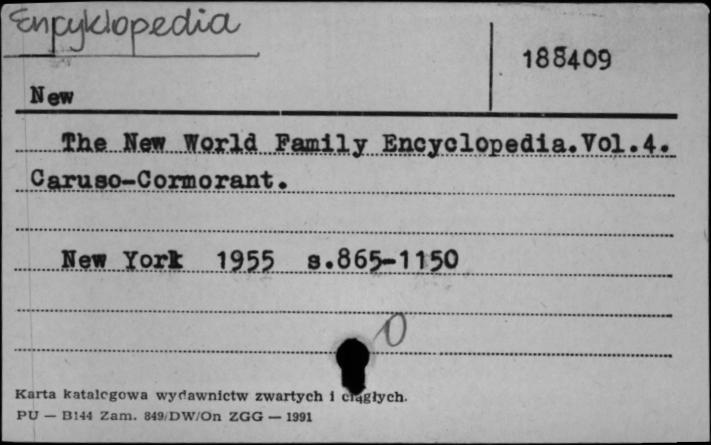 Encyklopedia
188409
New
The New World Family Encyclopedia.Vol.4.
Caruso-Cormorant.
New York 1955 s.865-1150
0
Karta katalogowa wydawnictw zwartych i ciągłych.
PU — B144 Zam. 849/DW/On ZGG — 1991